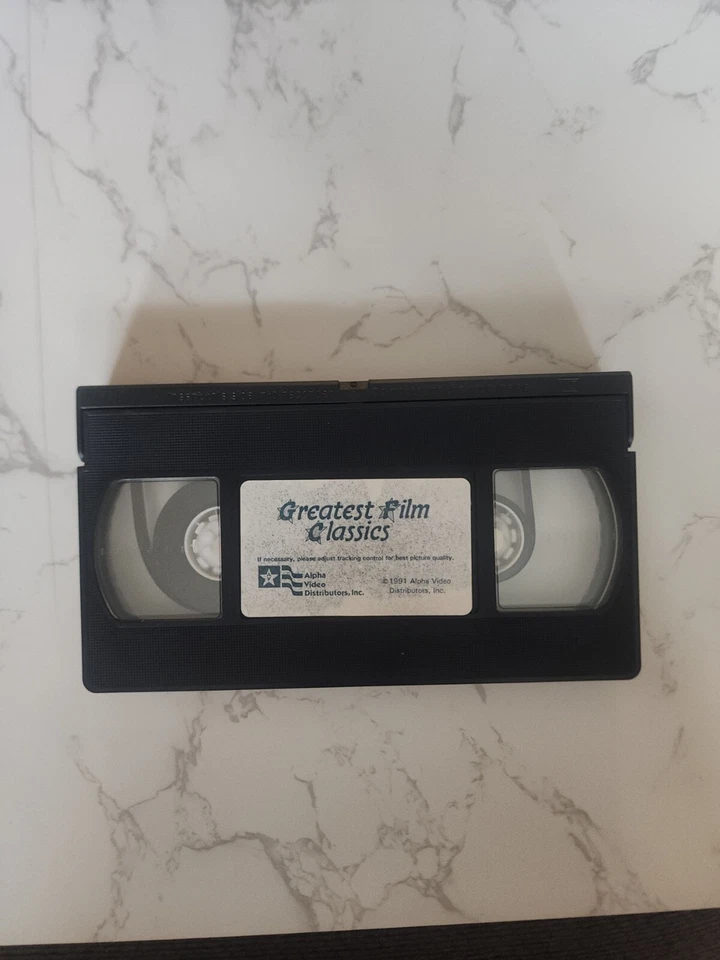 Greatest Film
Classics
If necessary, please adjust tracking control for best picture quality.
Alpha
Video
Distributors, Inc.
©1991 Alpha Video
Distributors, Inc.